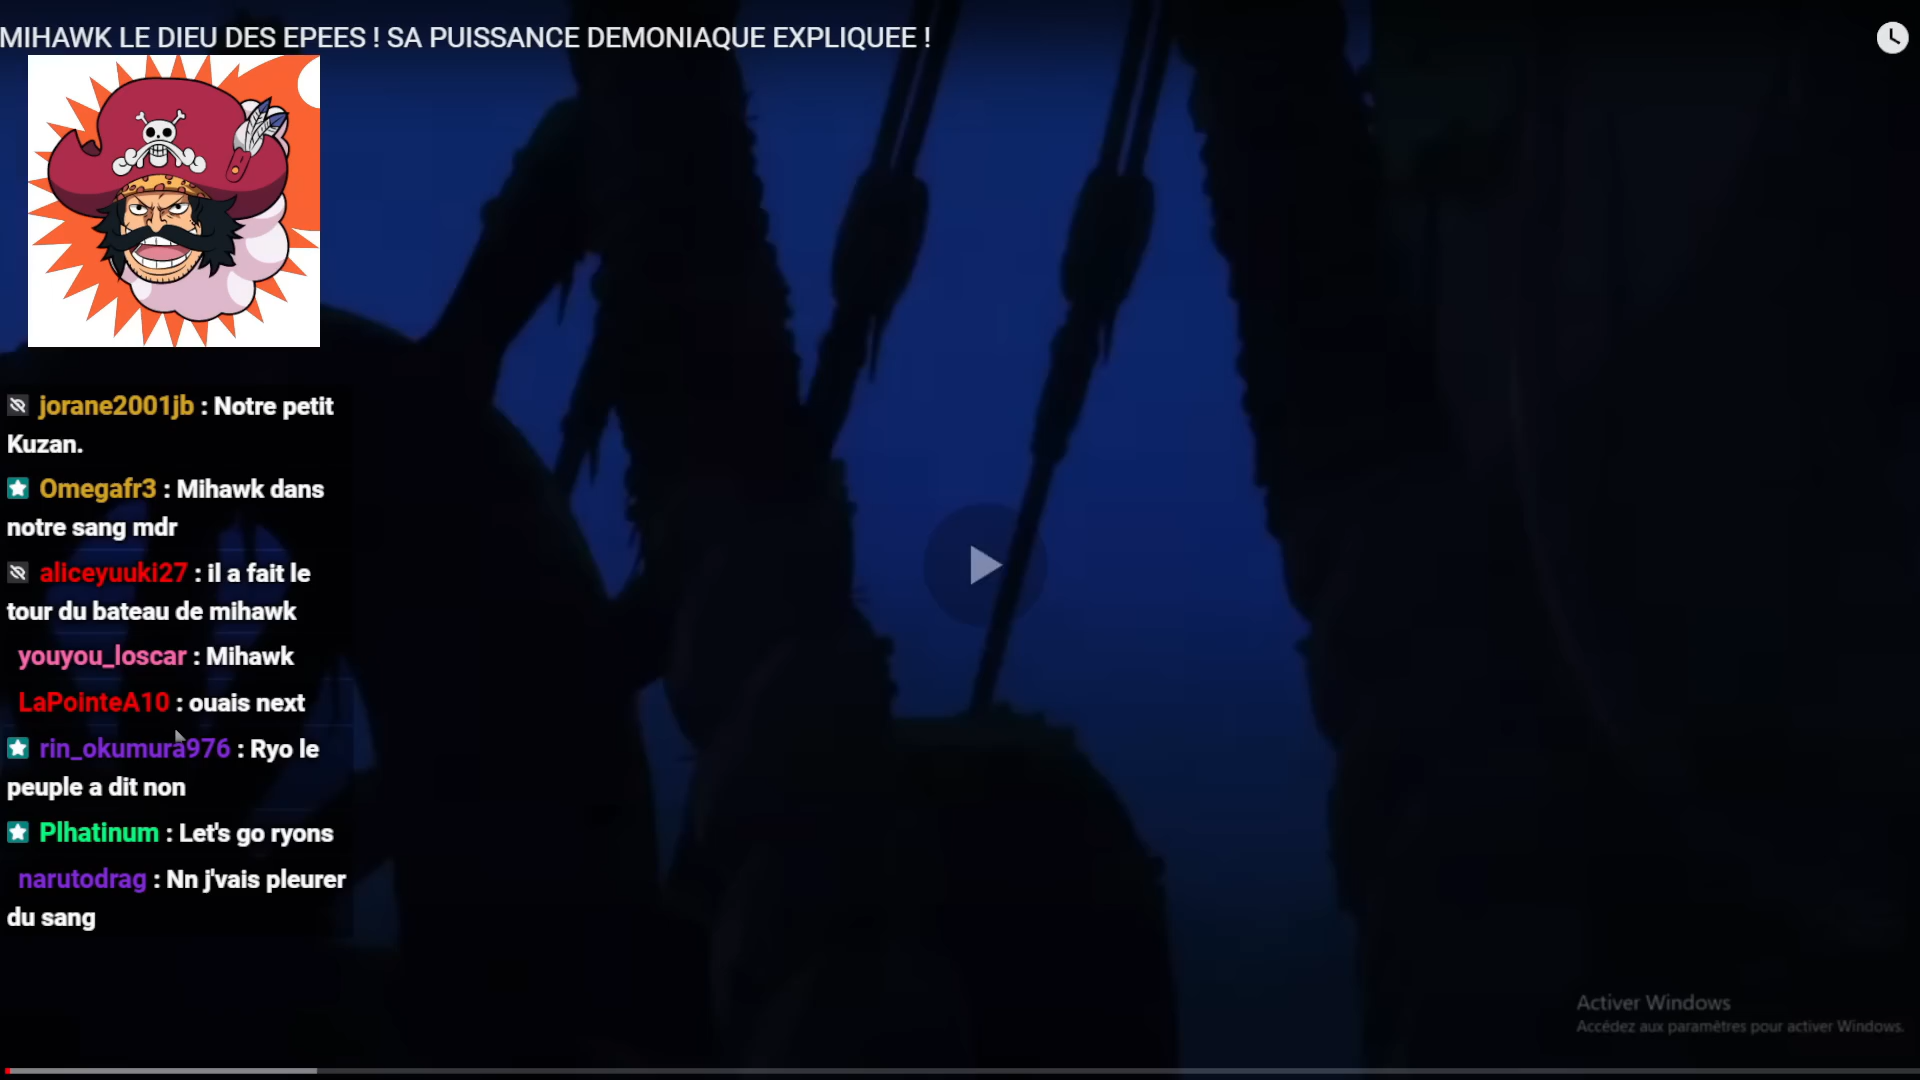 MIHAWK LE DIEU DES EPEES ! SA PUISSANCE DEMONIAQUE EXPLIQUEE !
jorane2001jb : Notre petit
Kuzan.
Omegafr3 : Mihawk dans
notre sang mdr
aliceyuuki27 : il a fait le
tour du bateau de mihawk
youyou_loscar : Mihawk
LaPointeA10 : ouais next
rin_okumura976 : Ryo le
peuple a dit non
Plhatinum : Let's go ryons
narutodrag : Nn j'vais pleurer
du sang
Activer Windows
Accédez aux paramètres pour activer Windows.